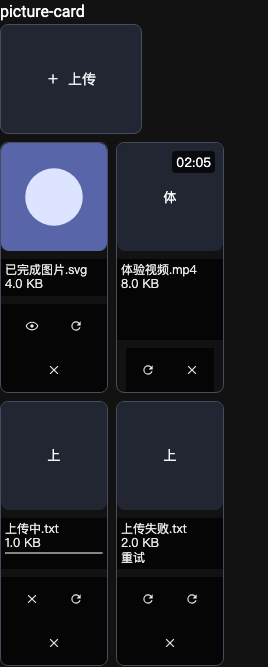 picture-card
+ 上传
02:05
体
已完成图片.svg
4.0 KB
体验视频.mp4
8.0 KB
上
上
上传中.txt
1.0 KB
上传失败.txt
2.0 KB
重试